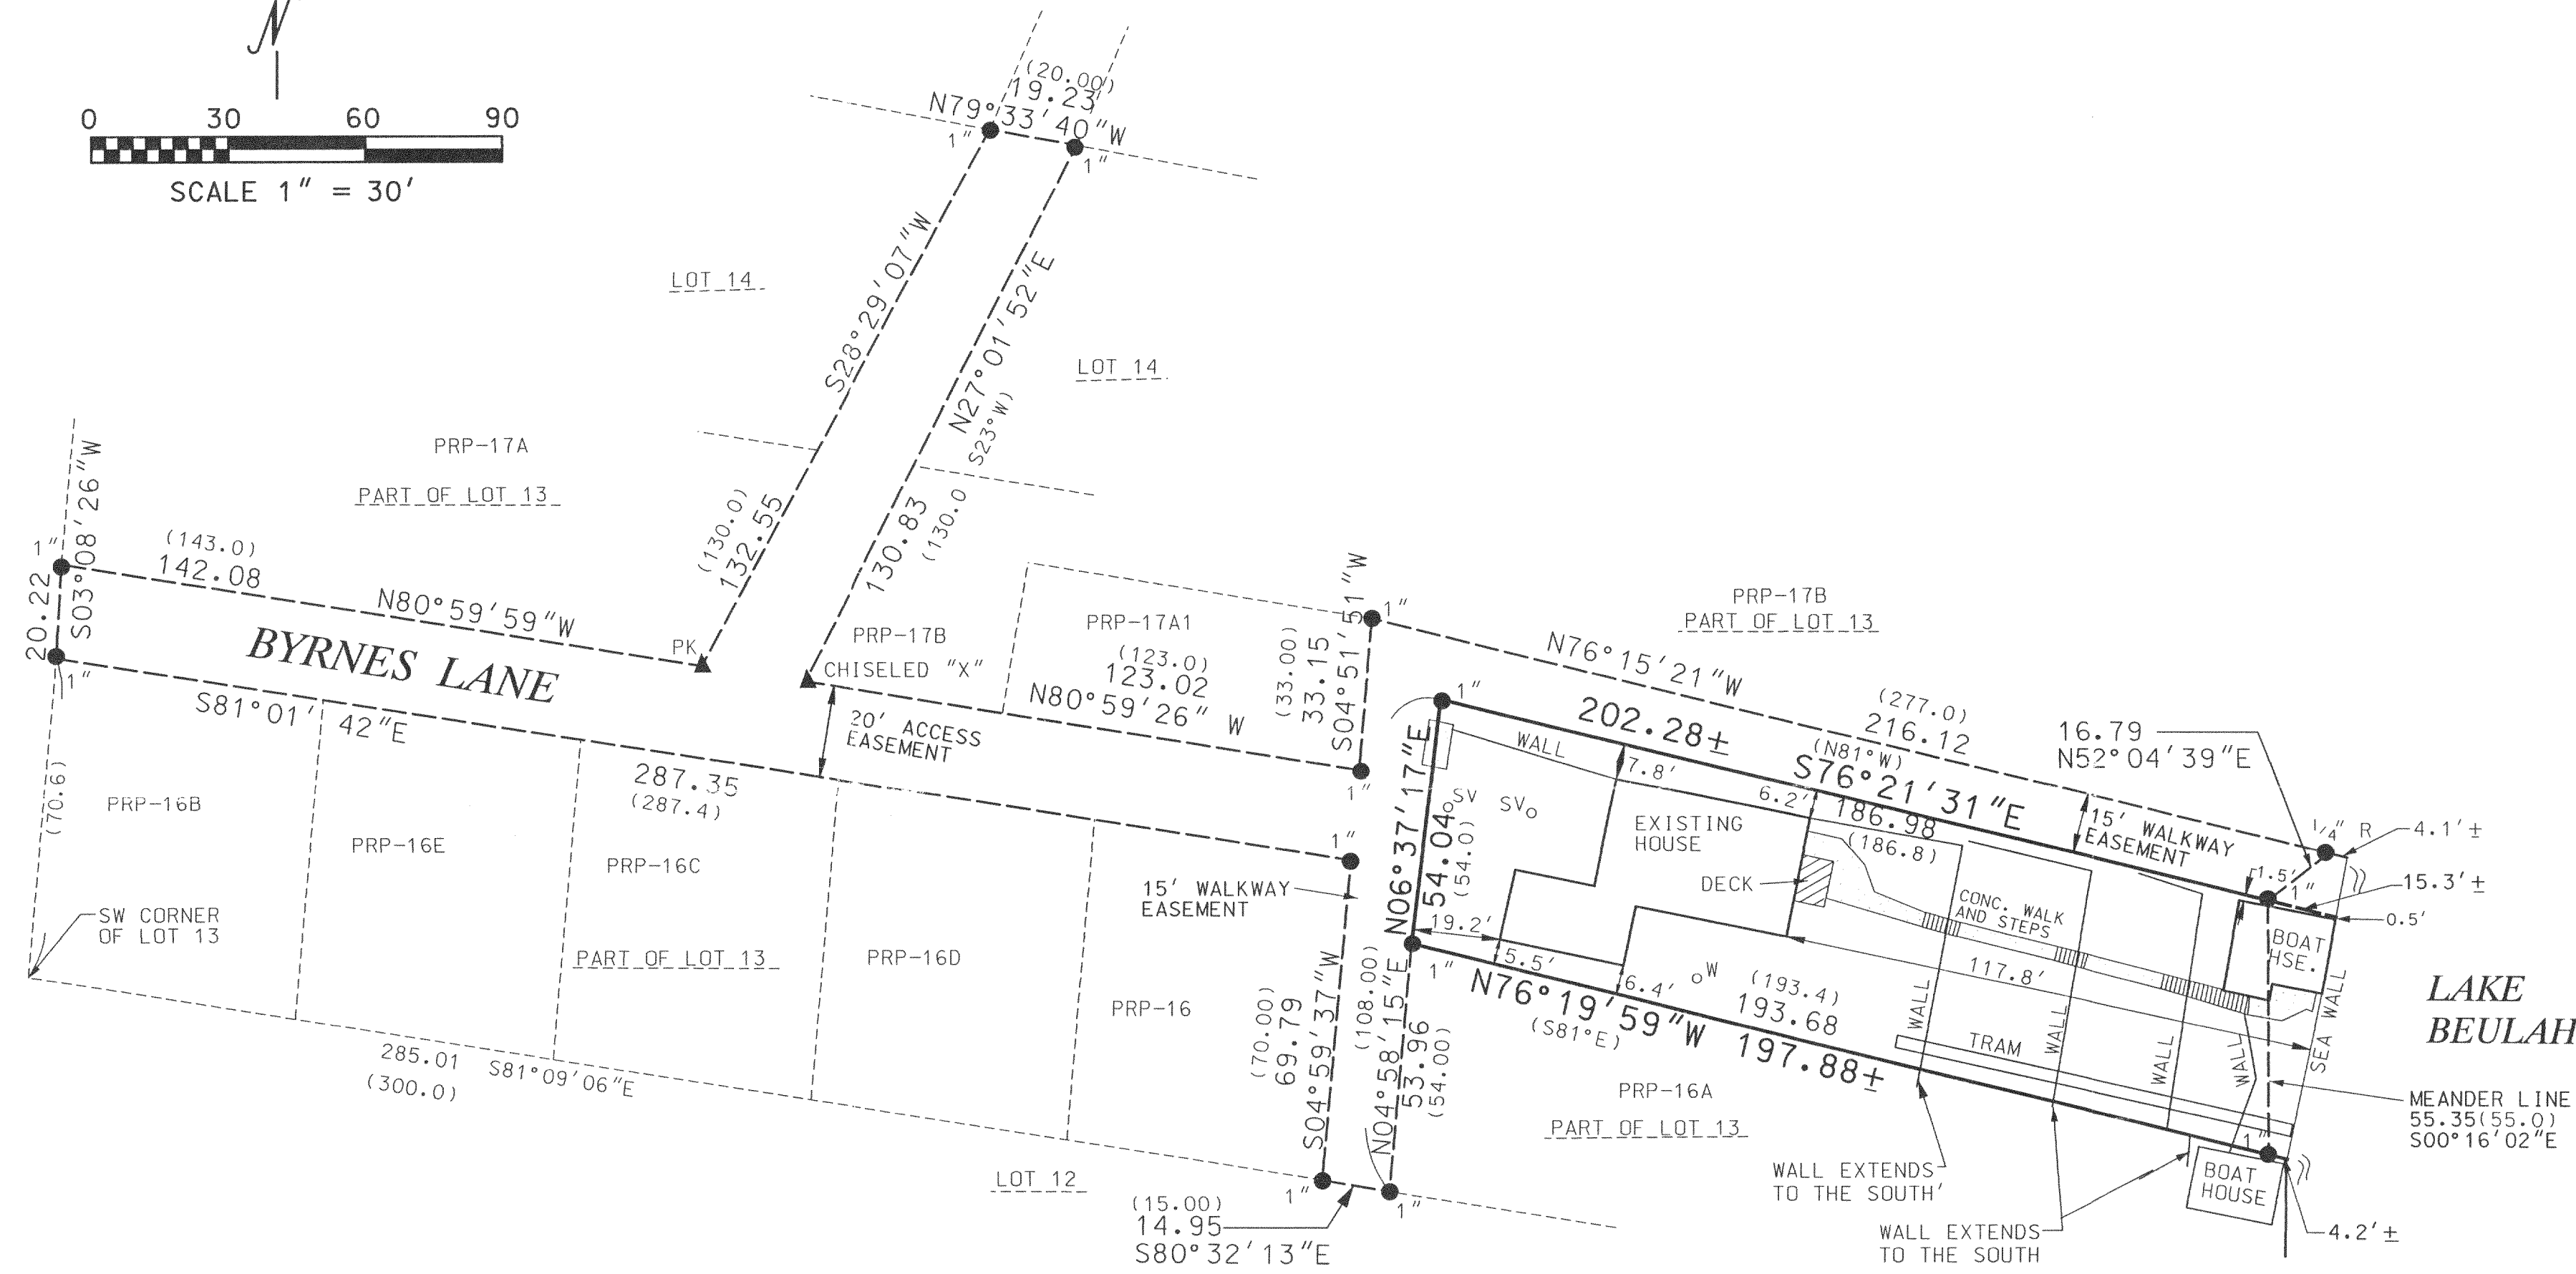 N
0 30 60 90
SCALE 1" = 30'
(20.00)
19.23'
N79°33'40"W
1"
1"
S28°29'07"W
(130.0)
132.55
N27°01'52"E
S23°W)
130.83
(130.0
LOT 14
LOT 14
PRP-17A
PART OF LOT 13
S03°08'26"W
20.22
1"
(143.0)
142.08
N80°59'59"W
PK
BYRNES LANE
1"
S81°01'42"E
CHISELED "X"
PRP-17B
PRP-17A1
(123.0)
123.02
N80°59'26" W
20' ACCESS
EASEMENT
287.35
(287.4)
(33.00)
33.15
S04°51'51"W
1"
1"
1"
PRP-17B
PART OF LOT 13
N76°15'21"W
(277.0)
216.12
(N81°W)
16.79
N52°04'39"E
1"
202.28±
S76°21'31"E
186.98
(186.8)
N06°37'17"E
54.04
(54.0)
WALL
7.8'
6.2'
SV
SV
EXISTING
HOUSE
DECK
CONC. WALK
AND STEPS
15' WALKWAY
EASEMENT
1/4" R
4.1'±
1.5'
1"
15.3'±
0.5'
BOAT
HSE.
LAKE
BEULAH
SEA WALL
117.8'
19.2'
5.5'
6.4'
W
1"
N76°19'59"W
(S81°E)
(193.4)
193.68
197.88±
TRAM
WALL
WALL
WALL
WALL
MEANDER LINE
55.35(55.0)
S00°16'02"E
1"
BOAT
HOUSE
4.2'±
WALL EXTENDS
TO THE SOUTH'
WALL EXTENDS
TO THE SOUTH
PRP-16A
PART OF LOT 13
PRP-16B
PRP-16E
PRP-16C
PRP-16D
PRP-16
PART OF LOT 13
(70.6)
SW CORNER
OF LOT 13
15' WALKWAY
EASEMENT
285.01
(300.0)
S81°09'06"E
LOT 12
(70.00)
69.79
S04°59'37"W
(108.00)
N04°58'15"E
53.96
(54.00)
1"
1"
(15.00)
14.95
S80°32'13"E